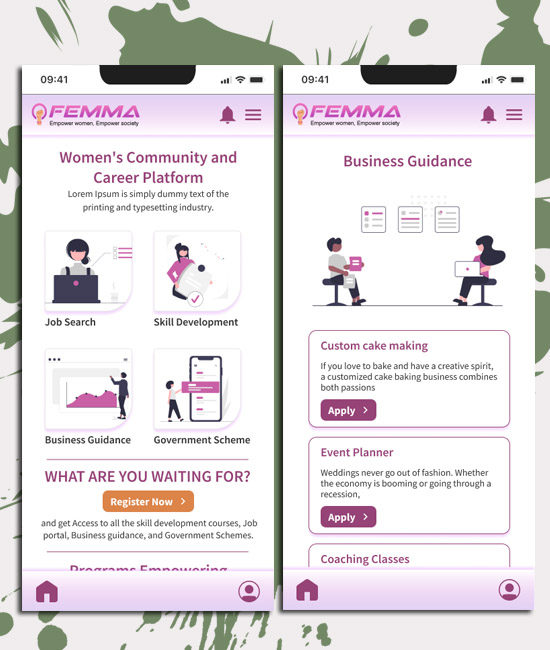 09:41
FEMMA
Empower women, Empower society
Women's Community and
Career Platform
Lorem Ipsum is simply dummy text of the
printing and typesetting industry.
Job Search
Skill Development
Business Guidance
Government Scheme
WHAT ARE YOU WAITING FOR?
Register Now
and get Access to all the skill development courses, Job
portal, Business guidance, and Government Schemes.
Programs Empowering
09:41
FEMMA
Empower women, Empower society
Business Guidance
Custom cake making
If you love to bake and have a creative spirit,
a customized cake baking business combines
both passions
Apply
Event Planner
Weddings never go out of fashion. Whether
the economy is booming or going through a
recession,
Apply
Coaching Classes